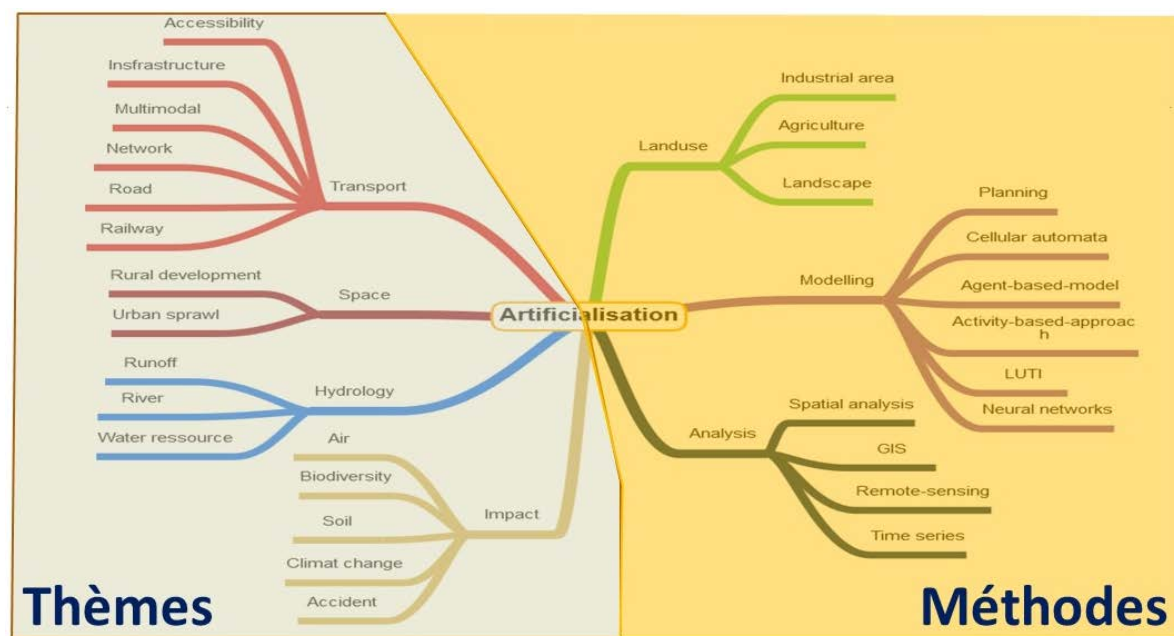 Accessibility
Insfrastructure
Multimodal
Network
Road
Railway
Transport
Rural development
Urban sprawl
Space
Runoff
River
Water ressource
Hydrology
Air
Biodiversity
Soil
Climat change
Accident
Impact
Artificialisation
Landuse
Industrial area
Agriculture
Landscape
Modelling
Planning
Cellular automata
Agent-based-model
Activity-based-approac
h
LUTI
Neural networks
Analysis
Spatial analysis
GIS
Remote-sensing
Time series
Thèmes
Méthodes